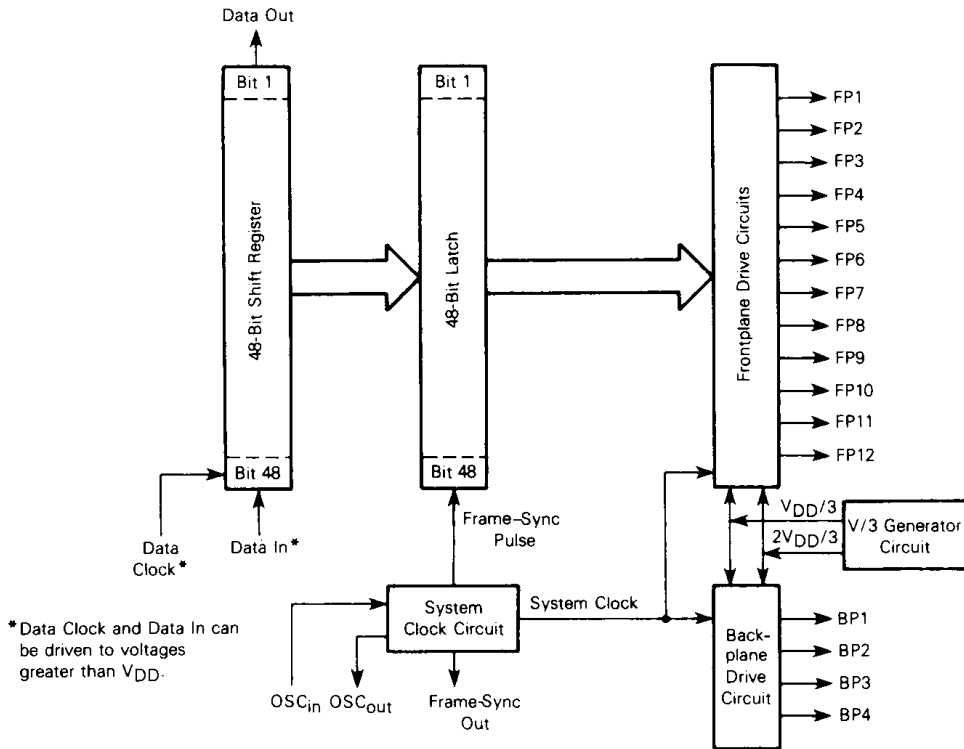 Data Out
Bit 1
48-Bit Shift Register
Bit 48
Data
Clock*
Data In*
Bit 1
48-Bit Latch
Bit 48
Frame-Sync
Pulse
Frontplane Drive Circuits
FP1
FP2
FP3
FP4
FP5
FP6
FP7
FP8
FP9
FP10
FP11
FP12
VDD/3
2VDD/3
V/3 Generator
Circuit
System
Clock Circuit
System Clock
OSCin
OSCout
Frame-Sync
Out
Back-
plane
Drive
Circuit
BP1
BP2
BP3
BP4
*Data Clock and Data In can
be driven to voltages
greater than VDD.